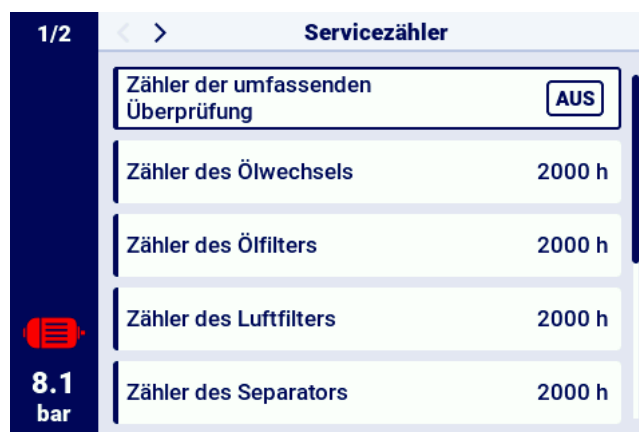 1/2
< > Servicezähler
Zähler der umfassenden
Überprüfung
AUS
Zähler des Ölwechsels 2000 h
Zähler des Ölfilters 2000 h
Zähler des Luftfilters 2000 h
Zähler des Separators 2000 h
8.1
bar